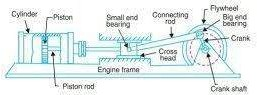 Cylinder
Piston
Small end
bearing
Connecting
rod
Flywheel
Big end
bearing
Crank
Cross
head
Engine frame
Piston rod
Crank shaft